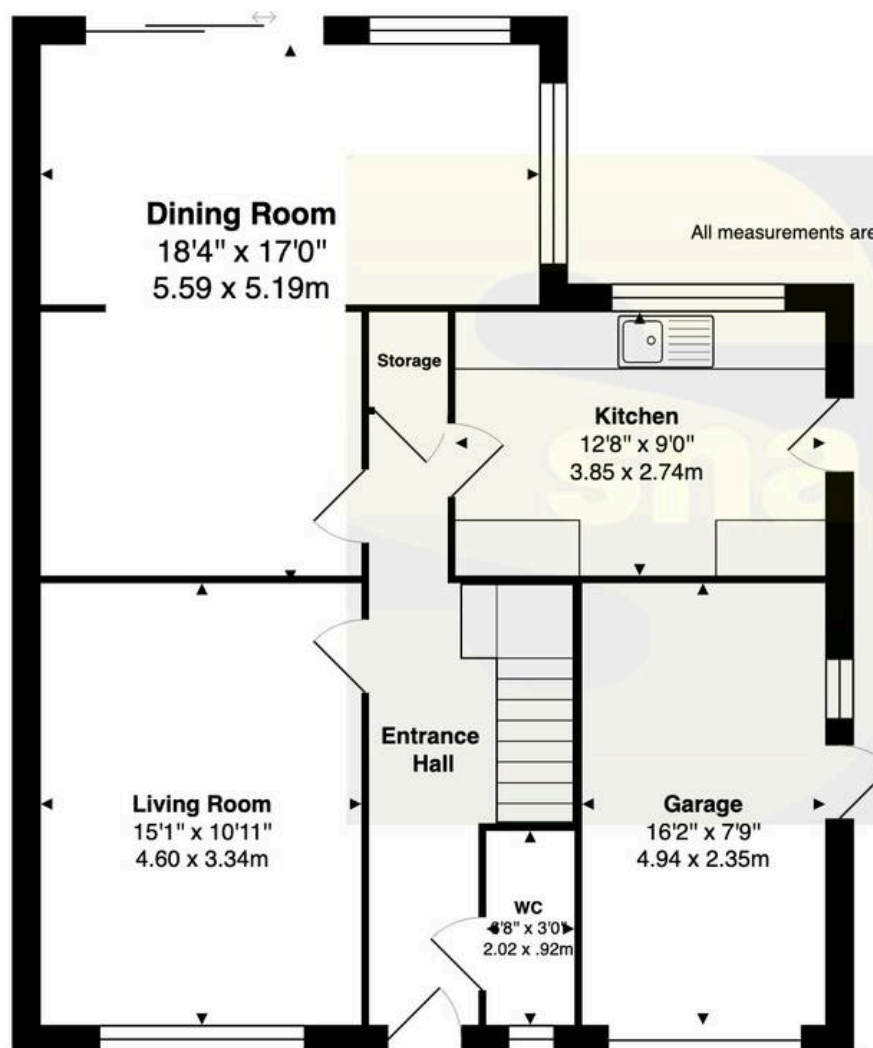 Dining Room
18'4" x 17'0"
5.59 x 5.19m
All measurements are
Storage
Kitchen
12'8" x 9'0"
3.85 x 2.74m
sna
Entrance
Hall
Living Room
15'1" x 10'11"
4.60 x 3.34m
Garage
16'2" x 7'9"
4.94 x 2.35m
WC
x 3'0"
2.02 x .92m